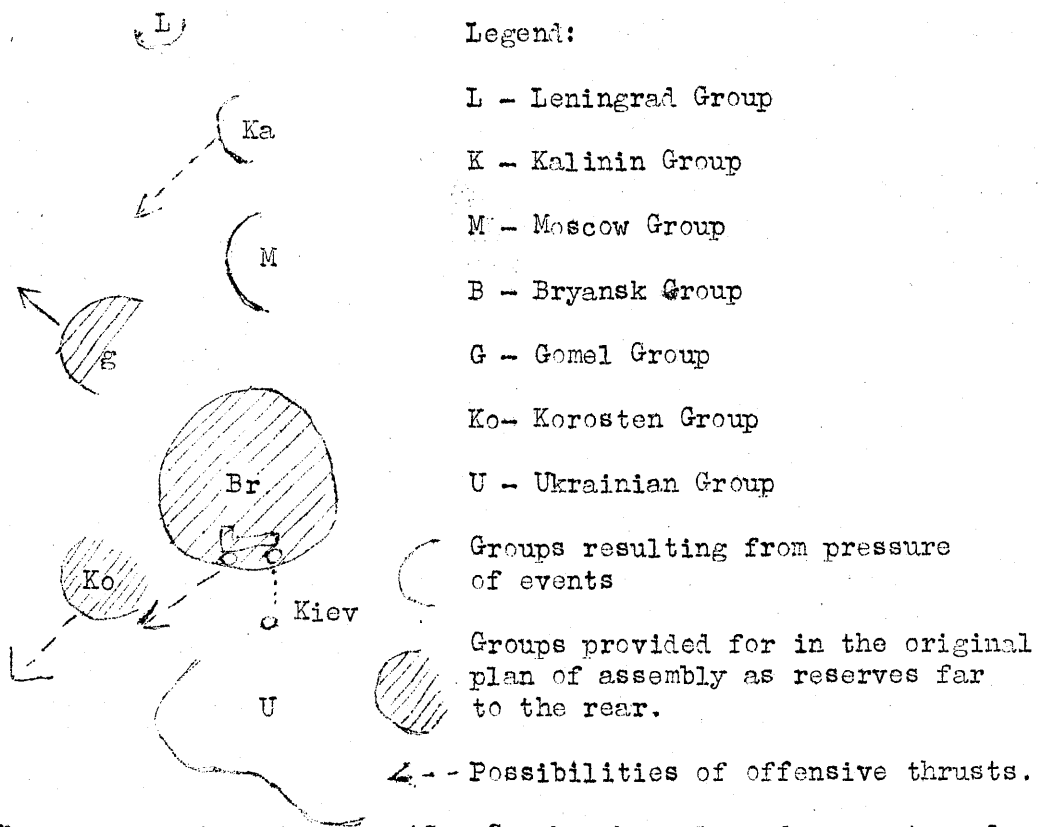 L
Ka
M
g
Br
Ko
Kiev
U
Legend:
L - Leningrad Group
K - Kalinin Group
M - Moscow Group
B - Bryansk Group
G - Gomel Group
Ko- Korosten Group
U - Ukrainian Group
Groups resulting from pressure
of events
Groups provided for in the original
plan of assembly as reserves far
to the rear.
Possibilities of offensive thrusts.